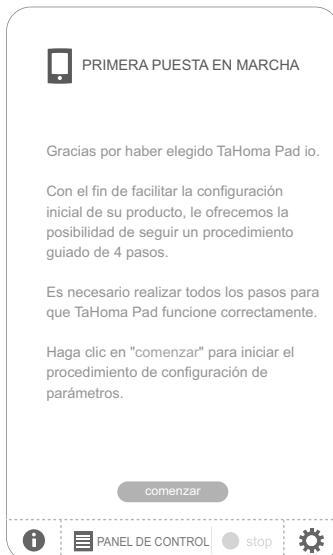 PRIMERA PUESTA EN MARCHA
Gracias por haber elegido TaHoma Pad io.
Con el fin de facilitar la configuración
inicial de su producto, le ofrecemos la
posibilidad de seguir un procedimiento
guiado de 4 pasos.
Es necesario realizar todos los pasos para
que TaHoma Pad funcione correctamente.
Haga clic en "comenzar" para iniciar el
procedimiento de configuración de
parámetros.
comenzar
PANEL DE CONTROL stop